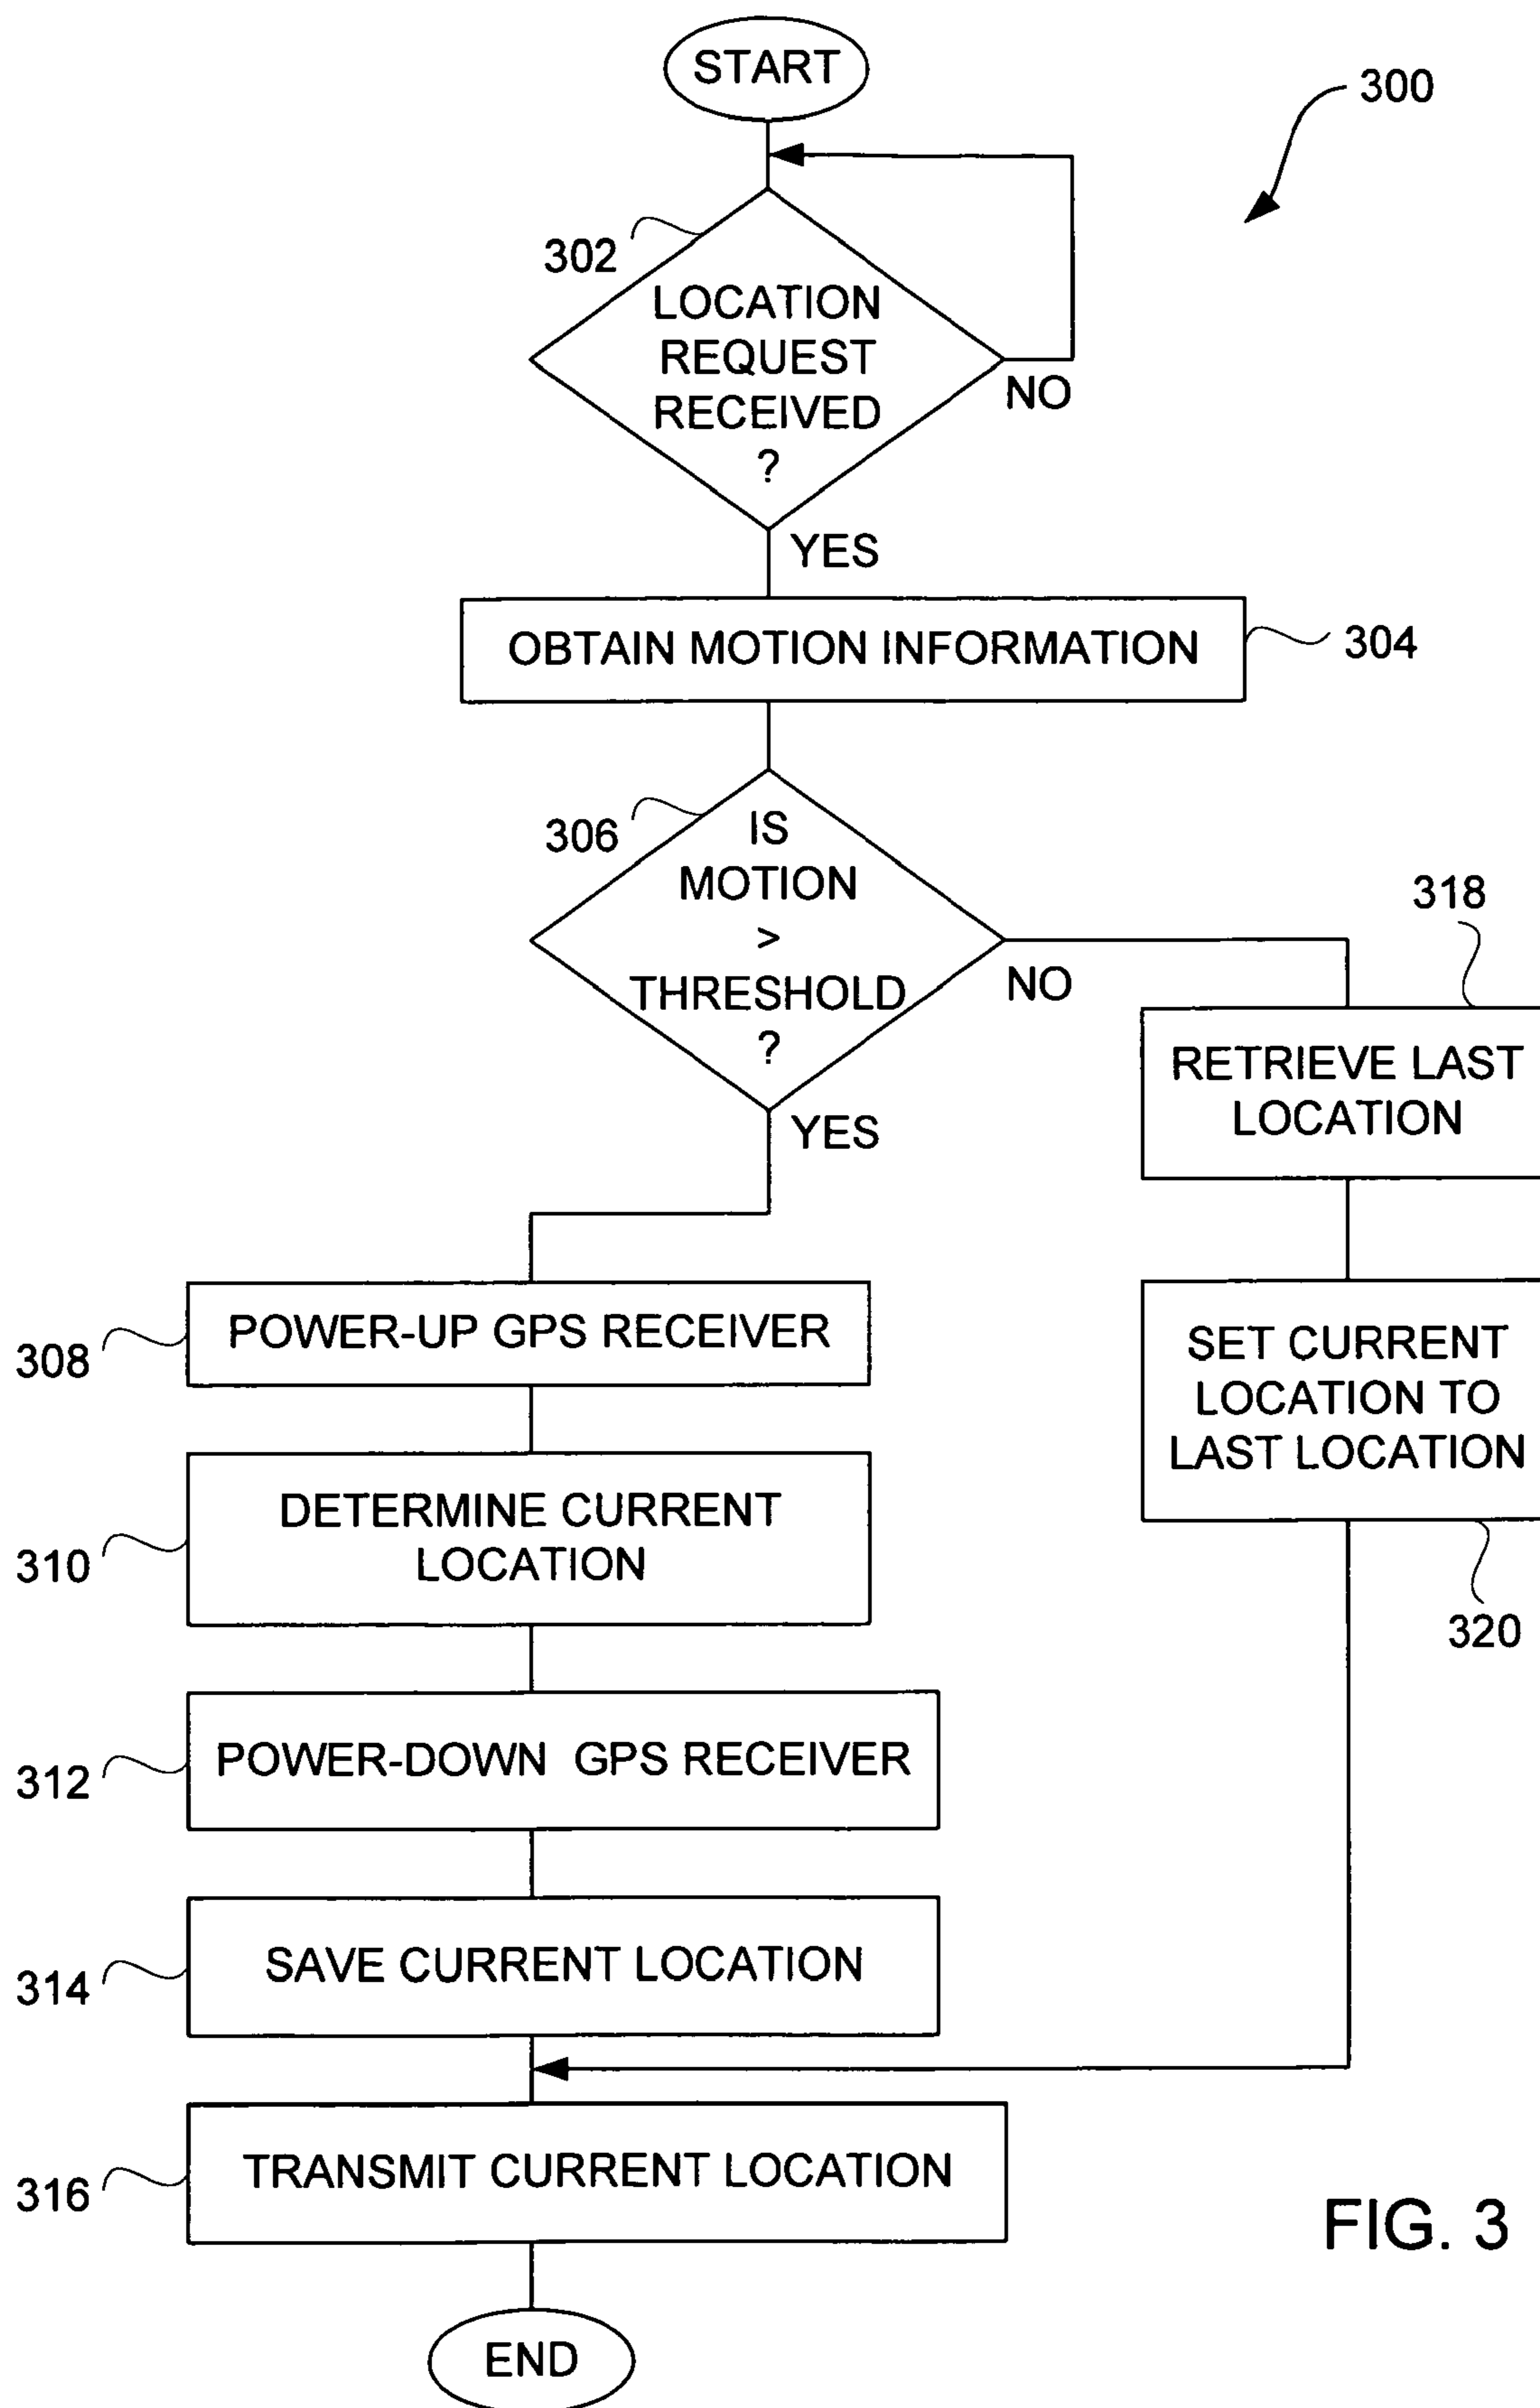 START
300
302
LOCATION
REQUEST
RECEIVED
?
NO
YES
OBTAIN MOTION INFORMATION
304
306
IS
MOTION
>
THRESHOLD
?
NO
YES
318
RETRIEVE LAST
LOCATION
POWER-UP GPS RECEIVER
308
SET CURRENT
LOCATION TO
LAST LOCATION
320
DETERMINE CURRENT
LOCATION
310
POWER-DOWN GPS RECEIVER
312
SAVE CURRENT LOCATION
314
TRANSMIT CURRENT LOCATION
316
FIG. 3
END